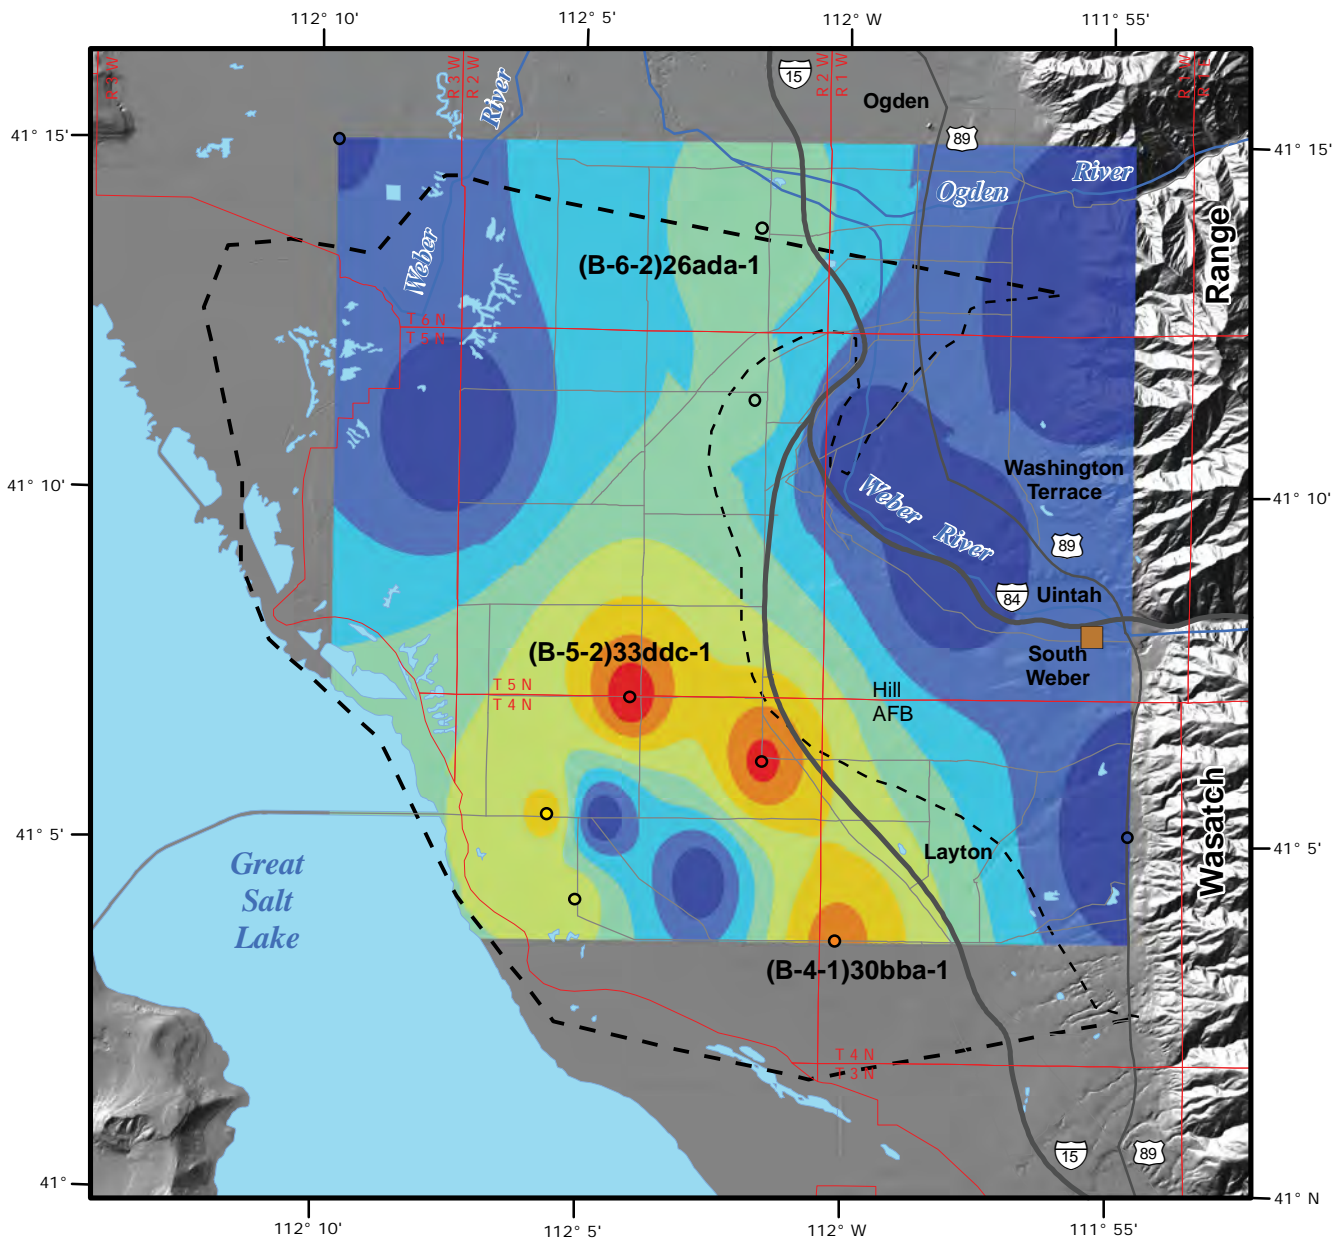 112° 10'
112° 5'
112° W
111° 55'
R 3 W
R 3 W
R 2 W
River
15
R 2 W
R 1 W
Ogden
89
R 1 W
R 1 E
41° 15'
41° 15'
River
Ogden
Weber
Range
(B-6-2)26ada-1
T 6 N
T 5 N
41° 10'
Washington
Terrace
41° 10'
Weber River
89
84
Uintah
(B-5-2)33ddc-1
South
Weber
T 5 N
T 4 N
Hill
AFB
Wasatch
41° 5'
41° 5'
Layton
Great
Salt
Lake
(B-4-1)30bba-1
T 4 N
T 3 N
15
89
41°
41° N
112° 10'
112° 5'
112° W
111° 55'